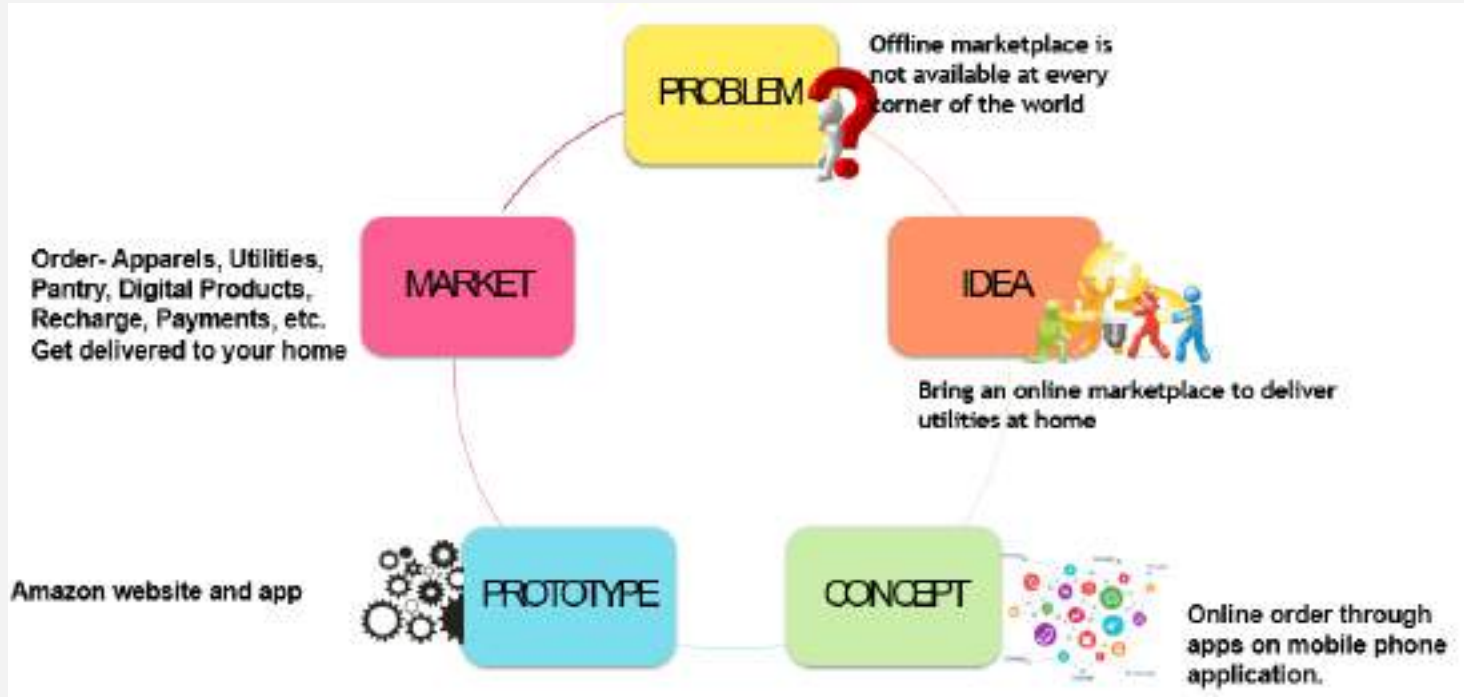 PROBLEM
Offline marketplace is
not available at every
corner of the world
IDEA
Bring an online marketplace to deliver
utilities at home
CONCEPT
Online order through
apps on mobile phone
application.
PROTOTYPE
Amazon website and app
MARKET
Order- Apparels, Utilities,
Pantry, Digital Products,
Recharge, Payments, etc.
Get delivered to your home